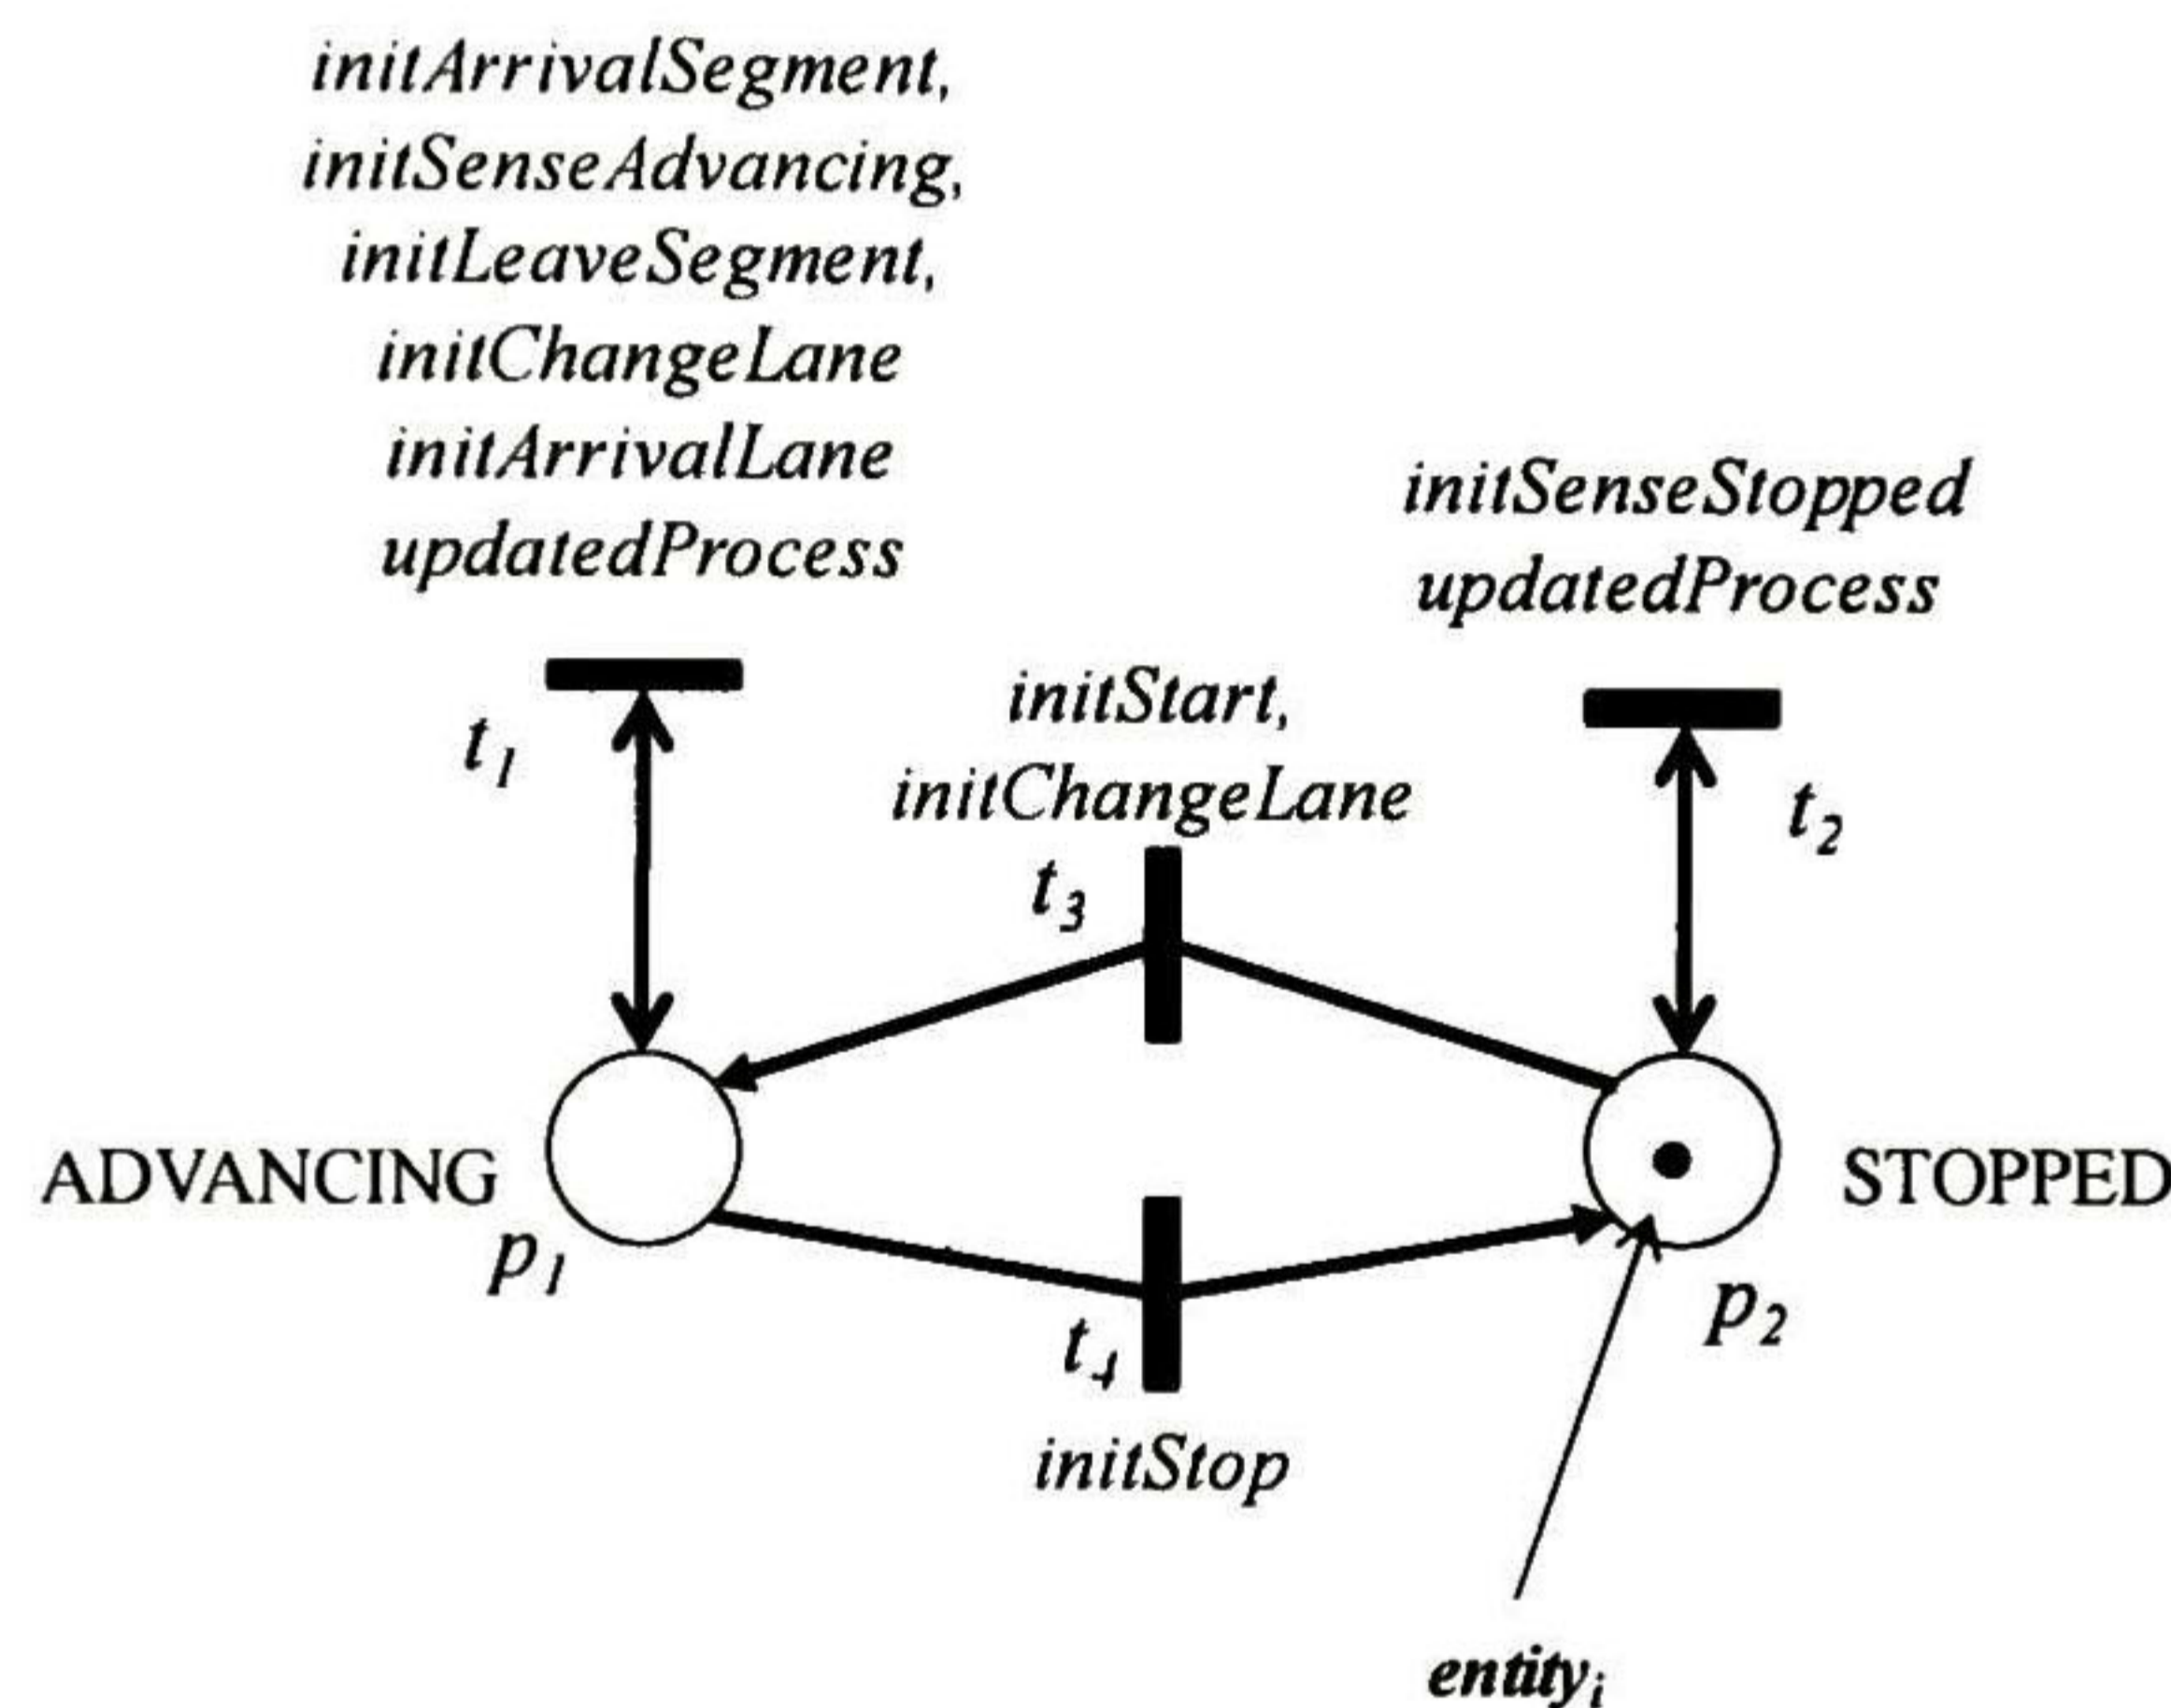 initArrivalSegment,
initSenseAdvancing,
initLeaveSegment,
initChangeLane
initArrivalLane
updatedProcess
initSenseStopped
updatedProcess
t1
initStart,
initChangeLane
t2
t3
ADVANCING
p1
STOPPED
p2
t4
initStop
entityi